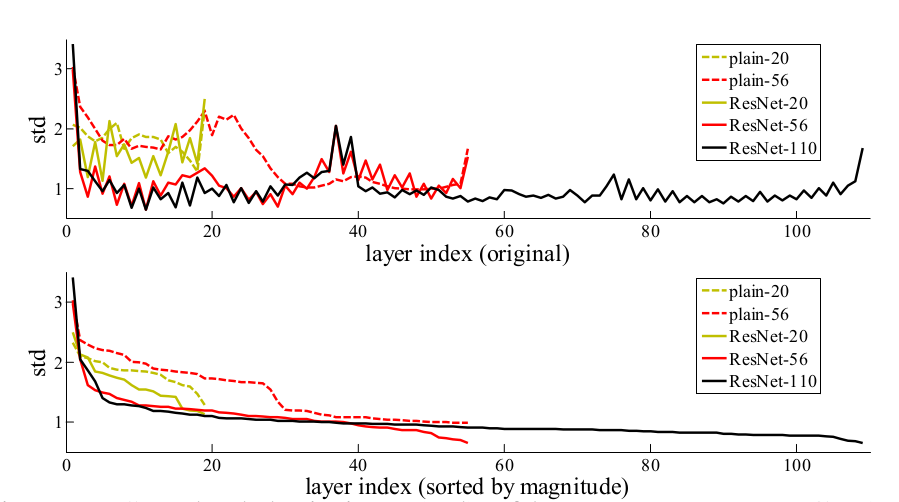 3
2
1
std
plain-20
plain-56
ResNet-20
ResNet-56
ResNet-110
0 20 40 60 80 100
layer index (original)
3
2
1
std
plain-20
plain-56
ResNet-20
ResNet-56
ResNet-110
0 20 40 60 80 100
layer index (sorted by magnitude)